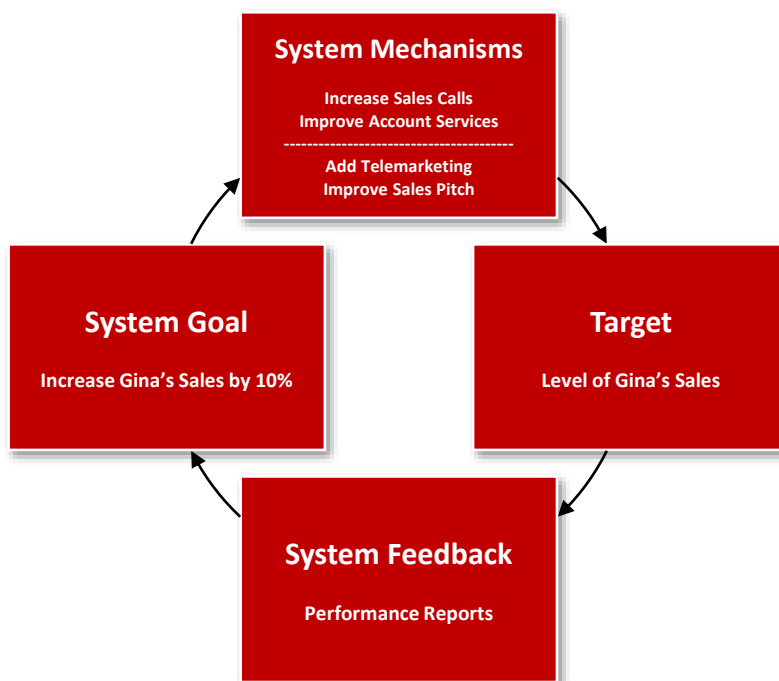 System Mechanisms
Increase Sales Calls
Improve Account Services
---------------------------------------
Add Telemarketing
Improve Sales Pitch
System Goal
Increase Gina’s Sales by 10%
Target
Level of Gina’s Sales
System Feedback
Performance Reports